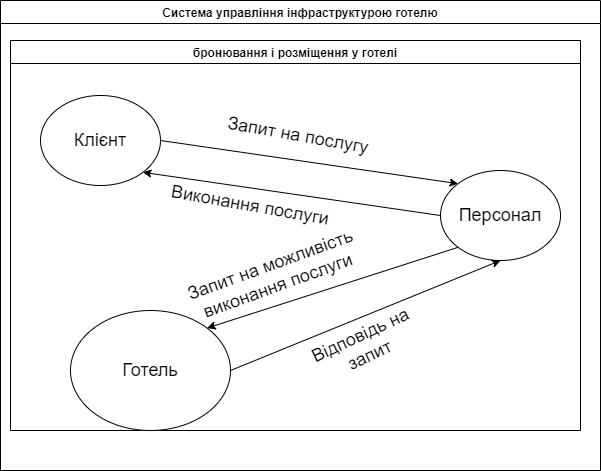 Система управління інфраструктурою готелю
бронювання і розміщення у готелі
Клієнт
Запит на послугу
Виконання послуги
Персонал
Запит на можливість
виконання послуги
Готель
Відповідь на
запит